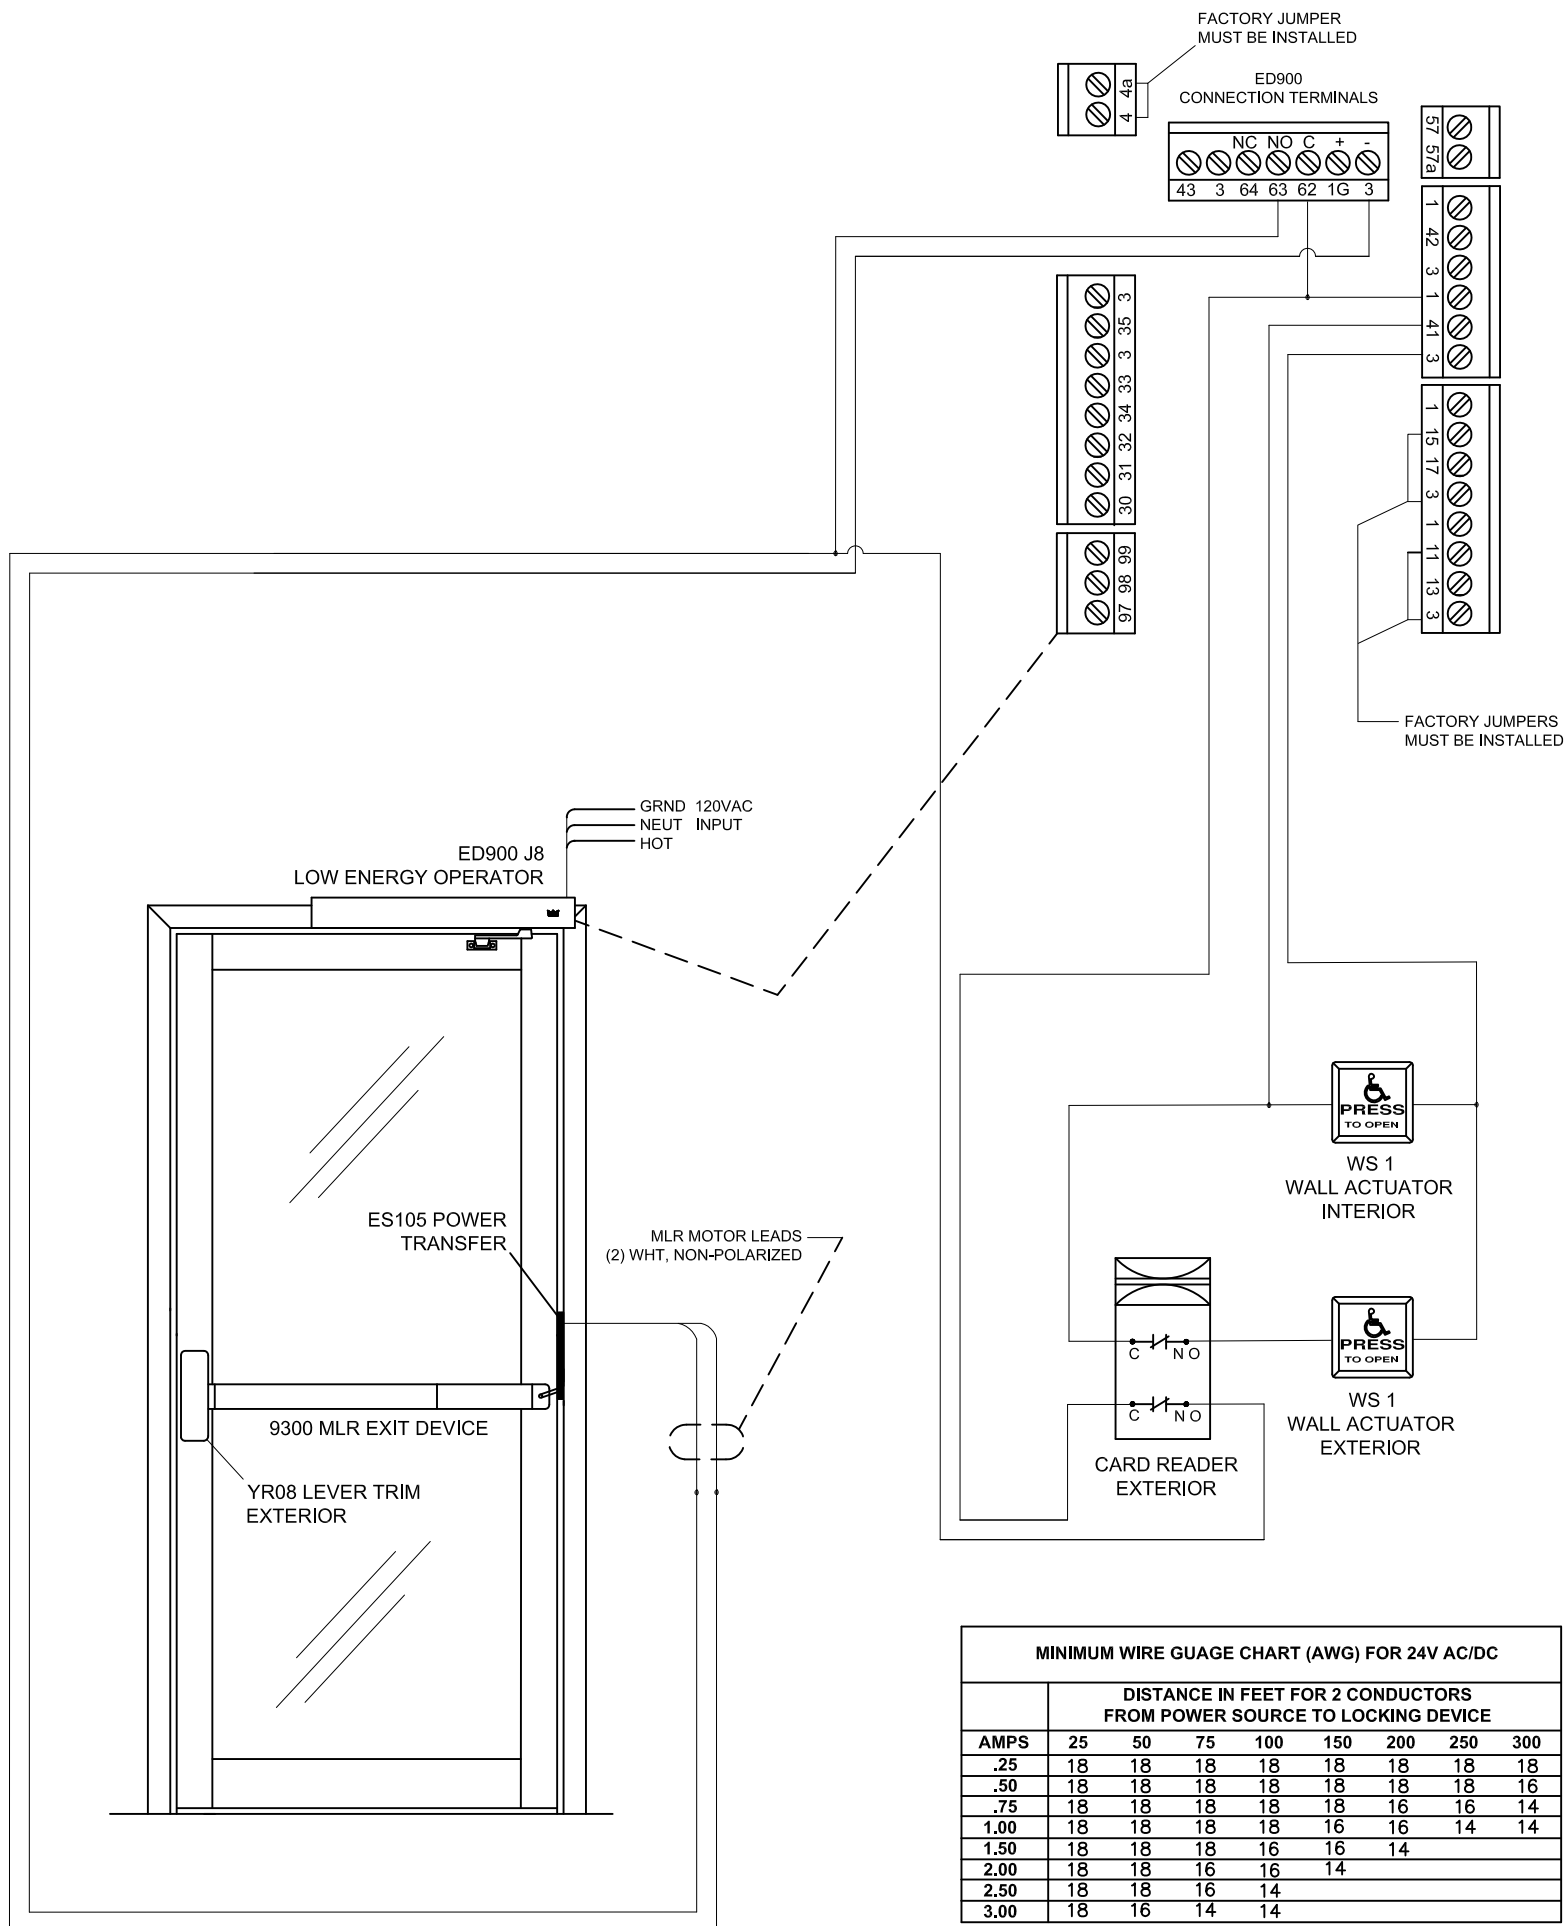 FACTORY JUMPER
MUST BE INSTALLED
4a
4
ED900
CONNECTION TERMINALS
NC NO C + -
43 3 64 63 62 1G 3
57
57a
1
42
3
1
41
3
3
35
3
33
34
32
31
30
1
15
17
3
1
11
13
3
99
98
97
FACTORY JUMPERS
MUST BE INSTALLED
GRND 120VAC
NEUT INPUT
HOT
ED900 J8
LOW ENERGY OPERATOR
PRESS
TO OPEN
WS 1
WALL ACTUATOR
INTERIOR
ES105 POWER
TRANSFER
MLR MOTOR LEADS
(2) WHT, NON-POLARIZED
C NO
C NO
CARD READER
EXTERIOR
PRESS
TO OPEN
WS 1
WALL ACTUATOR
EXTERIOR
9300 MLR EXIT DEVICE
YR08 LEVER TRIM
EXTERIOR
MINIMUM WIRE GUAGE CHART (AWG) FOR 24V AC/DC
DISTANCE IN FEET FOR 2 CONDUCTORS
FROM POWER SOURCE TO LOCKING DEVICE
AMPS 25 50 75 100 150 200 250 300
.25 18 18 18 18 18 18 18 18
.50 18 18 18 18 18 18 18 16
.75 18 18 18 18 18 16 16 14
1.00 18 18 18 18 16 16 14 14
1.50 18 18 18 16 16 14
2.00 18 18 16 16 14
2.50 18 18 16 14
3.00 18 16 14 14